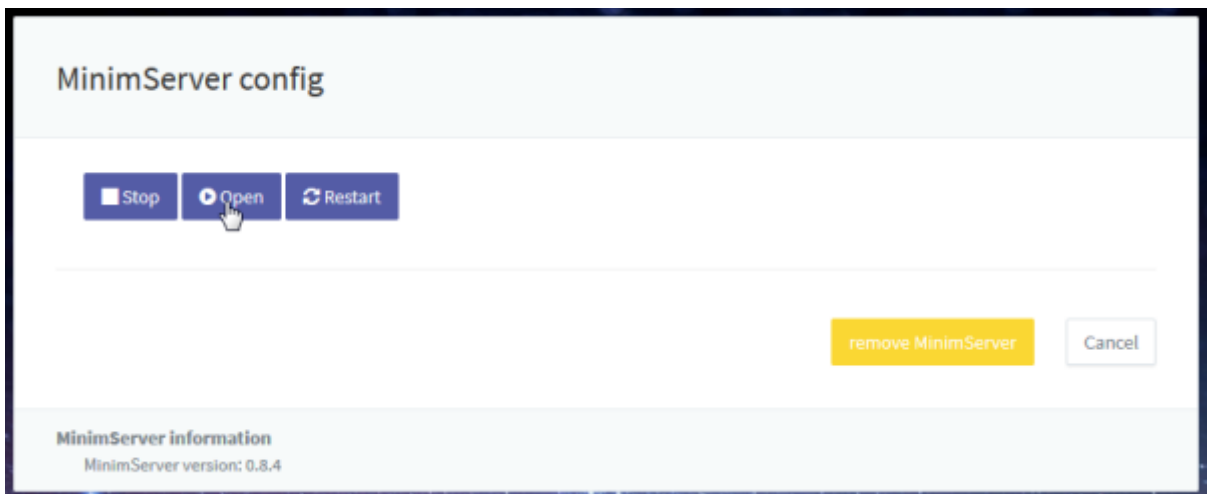 MinimServer config
Stop Open Restart
remove MinimServer Cancel
MinimServer information
MinimServer version: 0.8.4